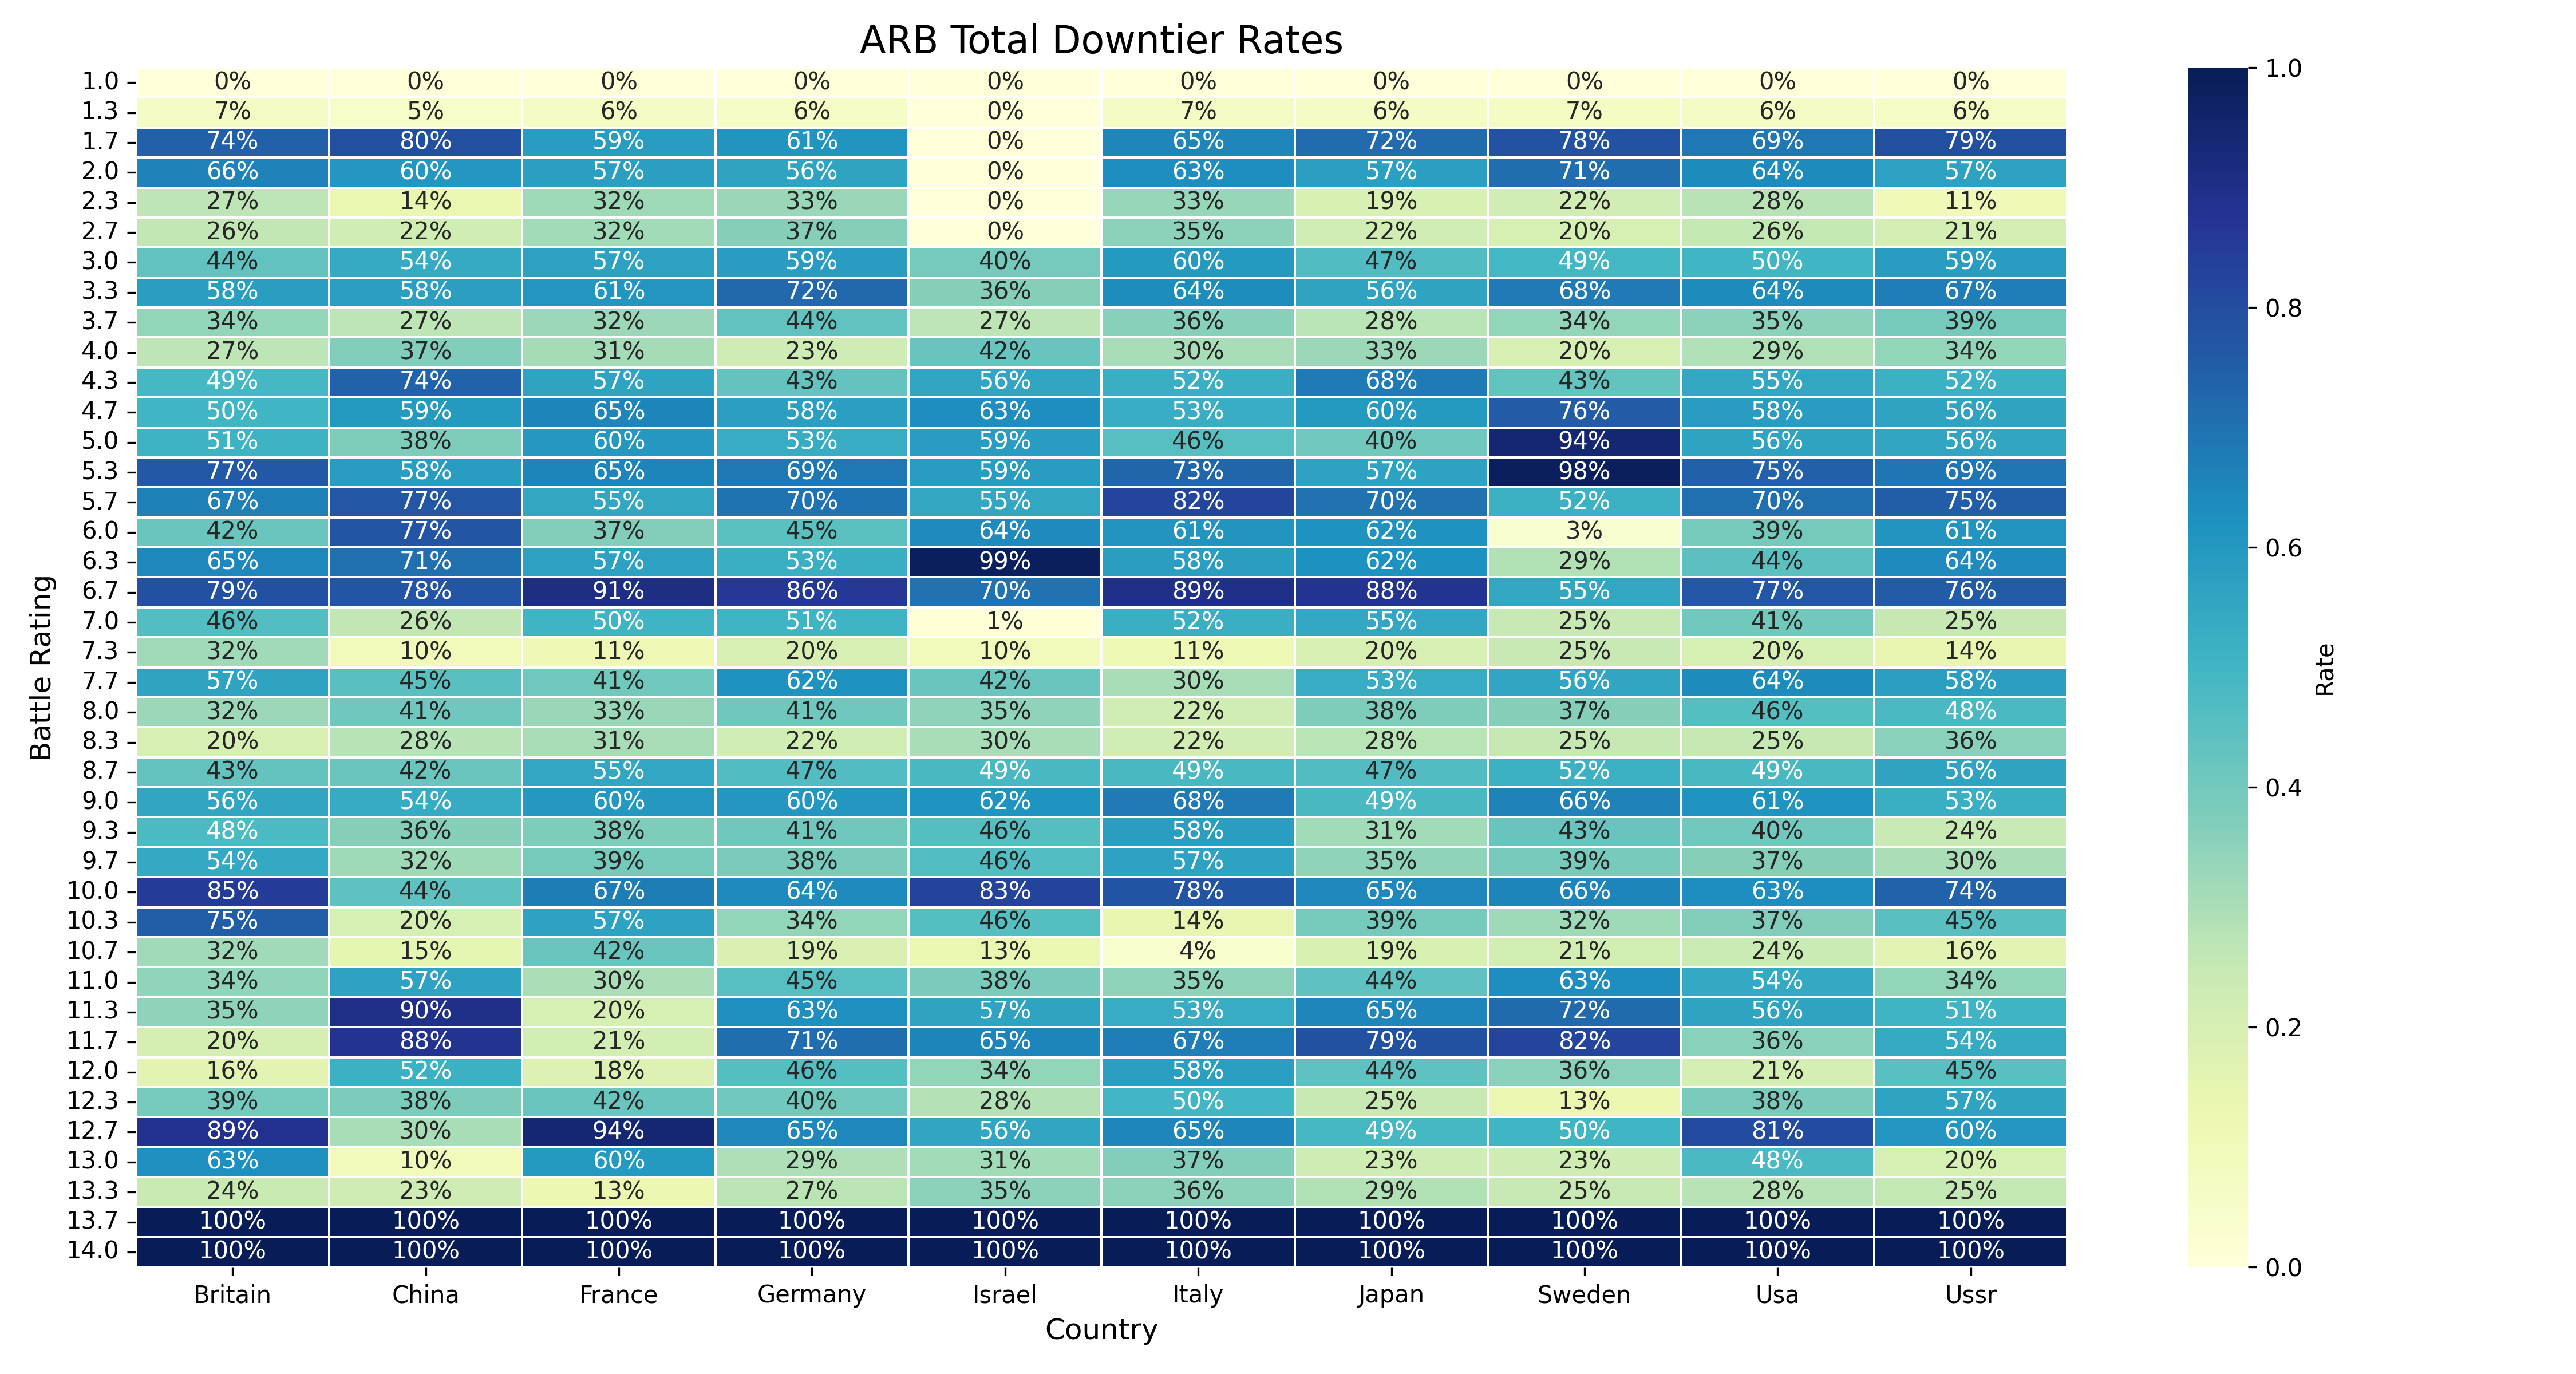 ARB Total Downtier Rates
1.0 0% 0% 0% 0% 0% 0% 0% 0% 0% 0%
1.3 7% 5% 6% 6% 0% 7% 6% 7% 6% 6%
1.7 74% 80% 59% 61% 0% 65% 72% 78% 69% 79%
2.0 66% 60% 57% 56% 0% 63% 57% 71% 64% 57%
2.3 27% 14% 32% 33% 0% 33% 19% 22% 28% 11%
2.7 26% 22% 32% 37% 0% 35% 22% 20% 26% 21%
3.0 44% 54% 57% 59% 40% 60% 47% 49% 50% 59%
3.3 58% 58% 61% 72% 36% 64% 56% 68% 64% 67%
3.7 34% 27% 32% 44% 27% 36% 28% 34% 35% 39%
4.0 27% 37% 31% 23% 42% 30% 33% 20% 29% 34%
4.3 49% 74% 57% 43% 56% 52% 68% 43% 55% 52%
4.7 50% 59% 65% 58% 63% 53% 60% 76% 58% 56%
5.0 51% 38% 60% 53% 59% 46% 40% 94% 56% 56%
5.3 77% 58% 65% 69% 59% 73% 57% 98% 75% 69%
5.7 67% 77% 55% 70% 55% 82% 70% 52% 70% 75%
6.0 42% 77% 37% 45% 64% 61% 62% 3% 39% 61%
6.3 65% 71% 57% 53% 99% 58% 62% 29% 44% 64%
6.7 79% 78% 91% 86% 70% 89% 88% 55% 77% 76%
7.0 46% 26% 50% 51% 1% 52% 55% 25% 41% 25%
7.3 32% 10% 11% 20% 10% 11% 20% 25% 20% 14%
7.7 57% 45% 41% 62% 42% 30% 53% 56% 64% 58%
8.0 32% 41% 33% 41% 35% 22% 38% 37% 46% 48%
8.3 20% 28% 31% 22% 30% 22% 28% 25% 25% 36%
8.7 43% 42% 55% 47% 49% 49% 47% 52% 49% 56%
9.0 56% 54% 60% 60% 62% 68% 49% 66% 61% 53%
9.3 48% 36% 38% 41% 46% 58% 31% 43% 40% 24%
9.7 54% 32% 39% 38% 46% 57% 35% 39% 37% 30%
10.0 85% 44% 67% 64% 83% 78% 65% 66% 63% 74%
10.3 75% 20% 57% 34% 46% 14% 39% 32% 37% 45%
10.7 32% 15% 42% 19% 13% 4% 19% 21% 24% 16%
11.0 34% 57% 30% 45% 38% 35% 44% 63% 54% 34%
11.3 35% 90% 20% 63% 57% 53% 65% 72% 56% 51%
11.7 20% 88% 21% 71% 65% 67% 79% 82% 36% 54%
12.0 16% 52% 18% 46% 34% 58% 44% 36% 21% 45%
12.3 39% 38% 42% 40% 28% 50% 25% 13% 38% 57%
12.7 89% 30% 94% 65% 56% 65% 49% 50% 81% 60%
13.0 63% 10% 60% 29% 31% 37% 23% 23% 48% 20%
13.3 24% 23% 13% 27% 35% 36% 29% 25% 28% 25%
13.7 100% 100% 100% 100% 100% 100% 100% 100% 100% 100%
14.0 100% 100% 100% 100% 100% 100% 100% 100% 100% 100%
Britain China France Germany Israel Italy Japan Sweden Usa Ussr
Country
Battle Rating
1.0
0.8
0.6
0.4
0.2
0.0
Rate